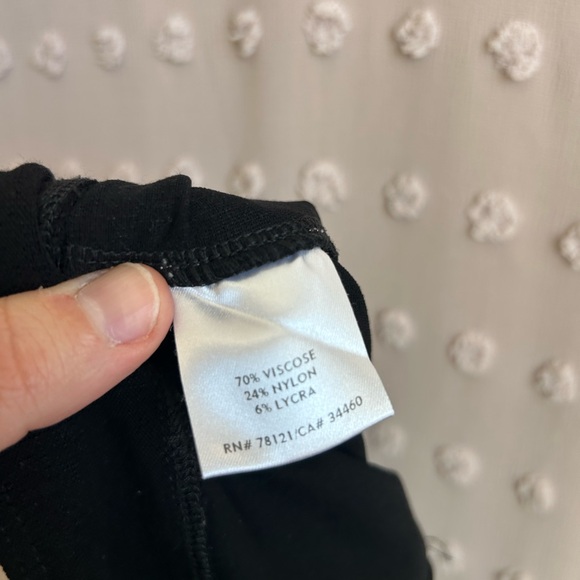 70% VISCOSE
24% NYLON
6% LYCRA
RN# 78121/CA# 34460